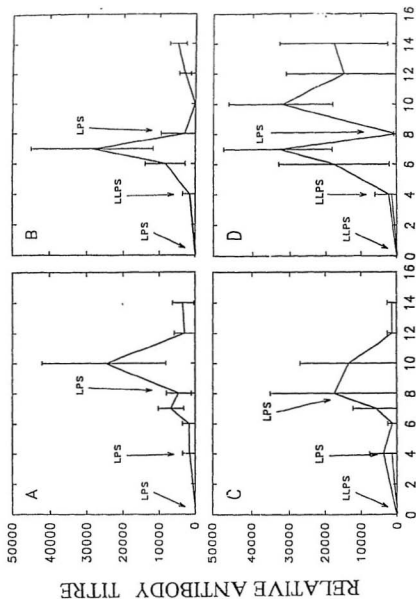 RELATIVE ANTIBODY TITRE
50000
40000
30000
20000
10000
0
A
LPS
LPS
LPS
B
LPS
LLPS
LPS
50000
40000
30000
20000
10000
0
C
LLPS
LPS
LPS
D
LLPS
LLPS
LPS
0 2 4 6 8 10 12 14 16
0 2 4 6 8 10 12 14 16